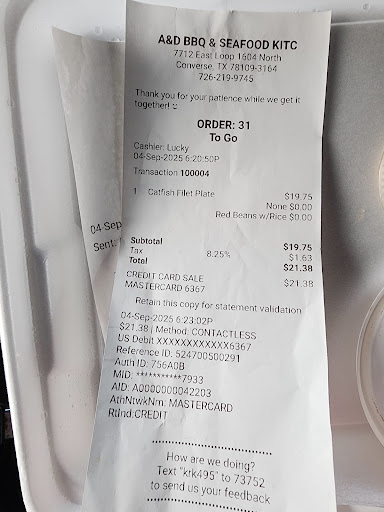 A&D BBQ & SEAFOOD KITC
7712 East Loop 1604 North
Converse, TX 78109-3164
726-219-9745
Thank you for your patience while we get it
together! ☺
ORDER: 31
To Go
Cashier: Lucky
04-Sep-2025 6:20:50P
Transaction 100004
1 Catfish Filet Plate $19.75
None $0.00
Red Beans w/Rice $0.00
Subtotal $19.75
Tax 8.25% $1.63
Total $21.38
CREDIT CARD SALE $21.38
MASTERCARD 6367
Retain this copy for statement validation
04-Sep-2025 6:23:02P
$21.38 | Method: CONTACTLESS
US Debit XXXXXXXXXXXX6367
Reference ID: 524700500291
Auth ID: 756A0B
MID: ***********7933
AID: A0000000042203
AthNtwkNm: MASTERCARD
RtInd:CREDIT
How are we doing?
Text "krk495" to 73752
to send us your feedback
04 Sep
Sent: